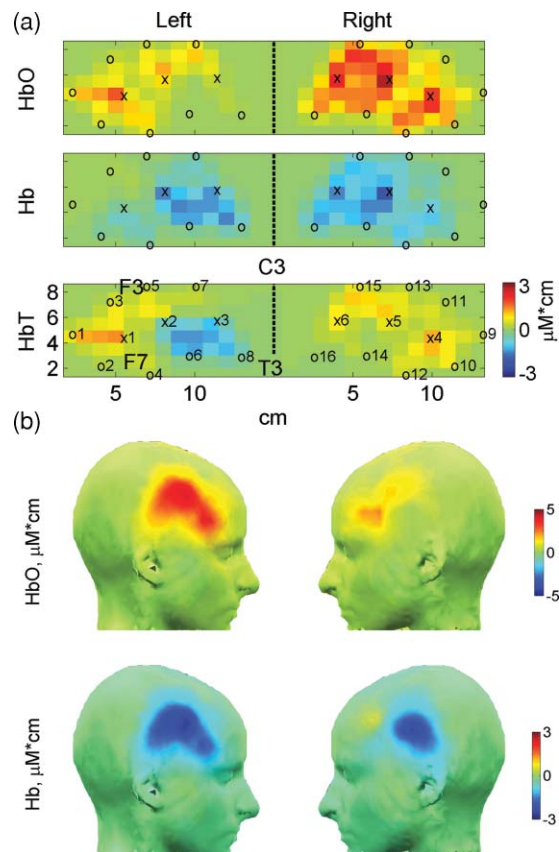 (a)
Left Right
HbO
x x x x x x
o o o o o o o o o o o o o o o o
Hb
x x x x x x
o o o o o o o o o o o o o o o o
C3
HbT
8
6
4
2
F3 o5 o7 o15 o13
o3 o11
x2 x3 x6 x5
o1 x1 x4 9
F7 o6 T3 o14
o2 o8 o16 o10
o4 o12
5 10 5 10
cm
3
0
-3
μM*cm
(b)
HbO, μM*cm
5
0
-5
Hb, μM*cm
3
0
-3